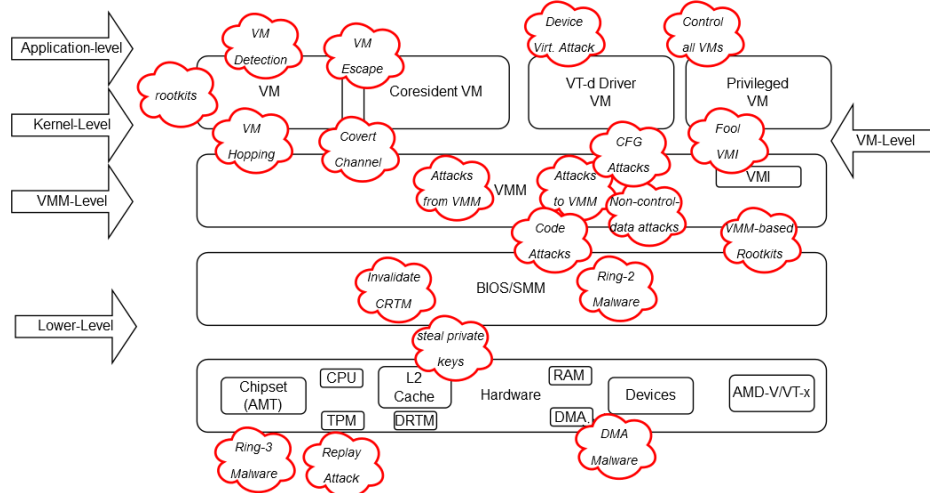 Application-level
Kernel-Level
VMM-Level
Lower-Level
VM-Level
VM
Detection
VM
Escape
Device
Virt. Attack
Control
all VMs
rootkits
VM
Coresident VM
VT-d Driver
VM
Privileged
VM
VM
Hopping
Covert
Channel
CFG
Attacks
Fool
VMI
VMI
Attacks
from VMM
VMM
Attacks
to VMM
Non-control-
data attacks
Code
Attacks
VMM-based
Rootkits
Invalidate
CRTM
BIOS/SMM
Ring-2
Malware
steal private
keys
Chipset
(AMT)
CPU
TPM
L2
Cache
DRTM
Hardware
RAM
DMA
Devices
AMD-V/VT-x
Ring-3
Malware
Replay
Attack
DMA
Malware